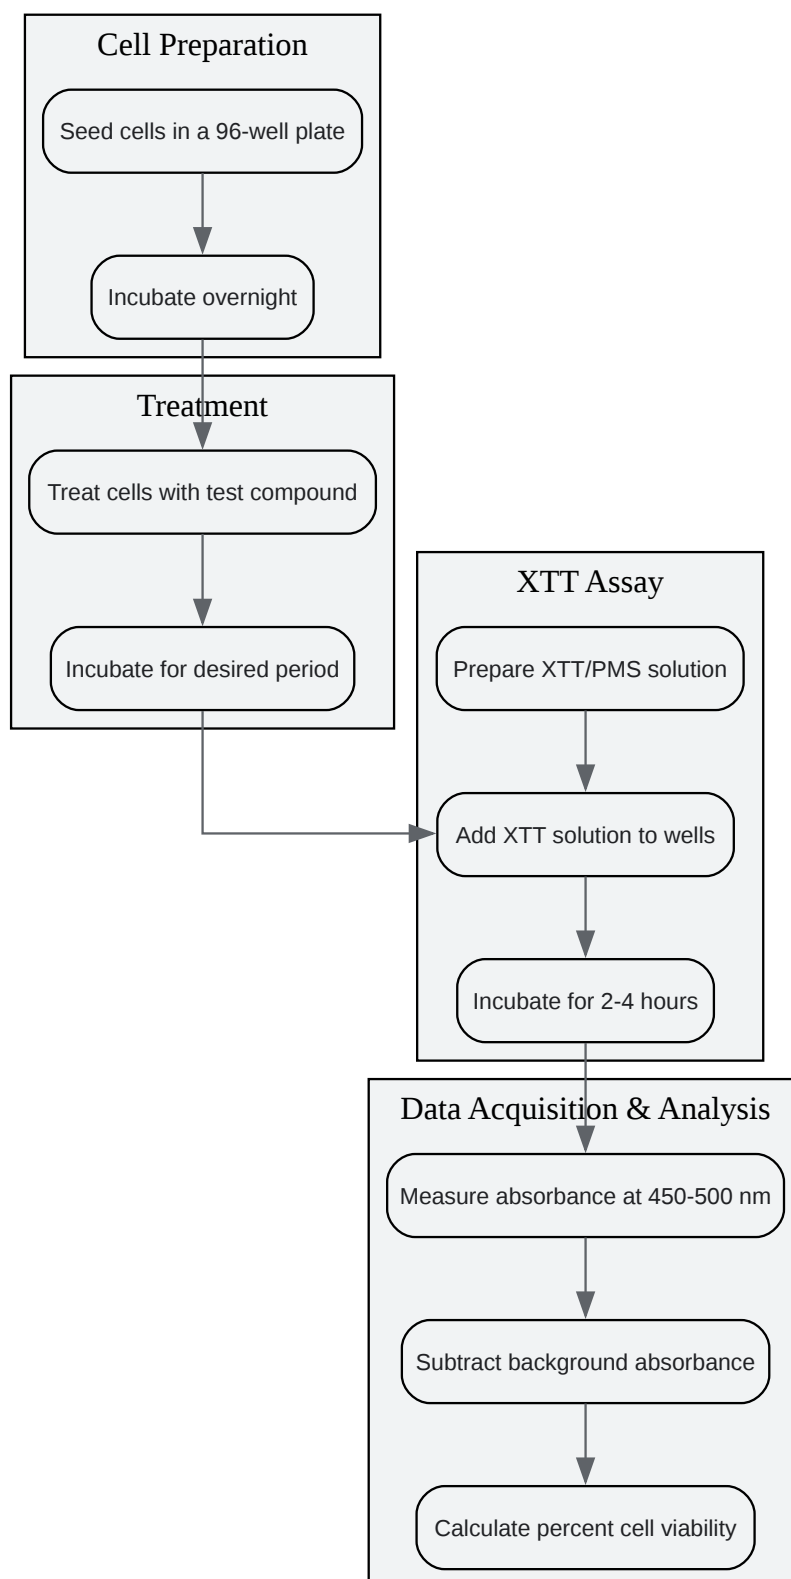 Cell Preparation
Seed cells in a 96-well plate
Incubate overnight
Treatment
Treat cells with test compound
Incubate for desired period
XTT Assay
Prepare XTT/PMS solution
Add XTT solution to wells
Incubate for 2-4 hours
Data Acquisition & Analysis
Measure absorbance at 450-500 nm
Subtract background absorbance
Calculate percent cell viability